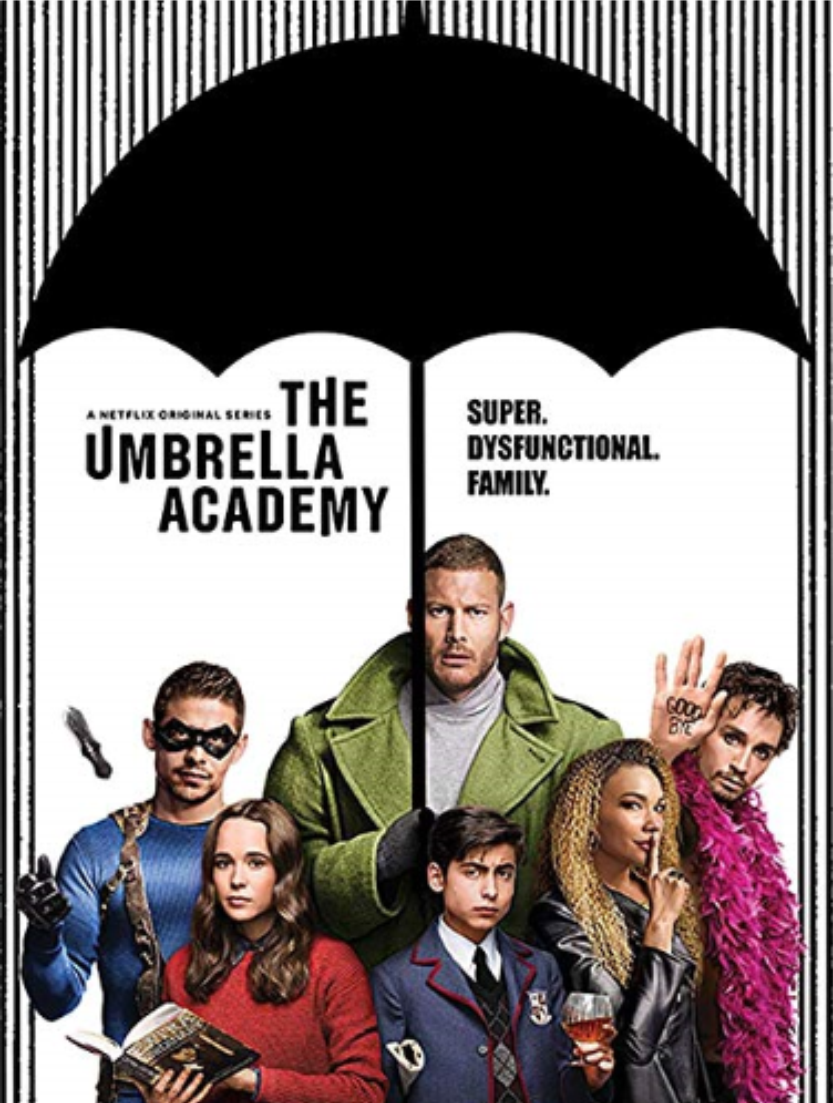 A NETFLIX ORIGINAL SERIES THE
UMBRELLA
ACADEMY
SUPER.
DYSFUNCTIONAL.
FAMILY.
GOOD
BYE